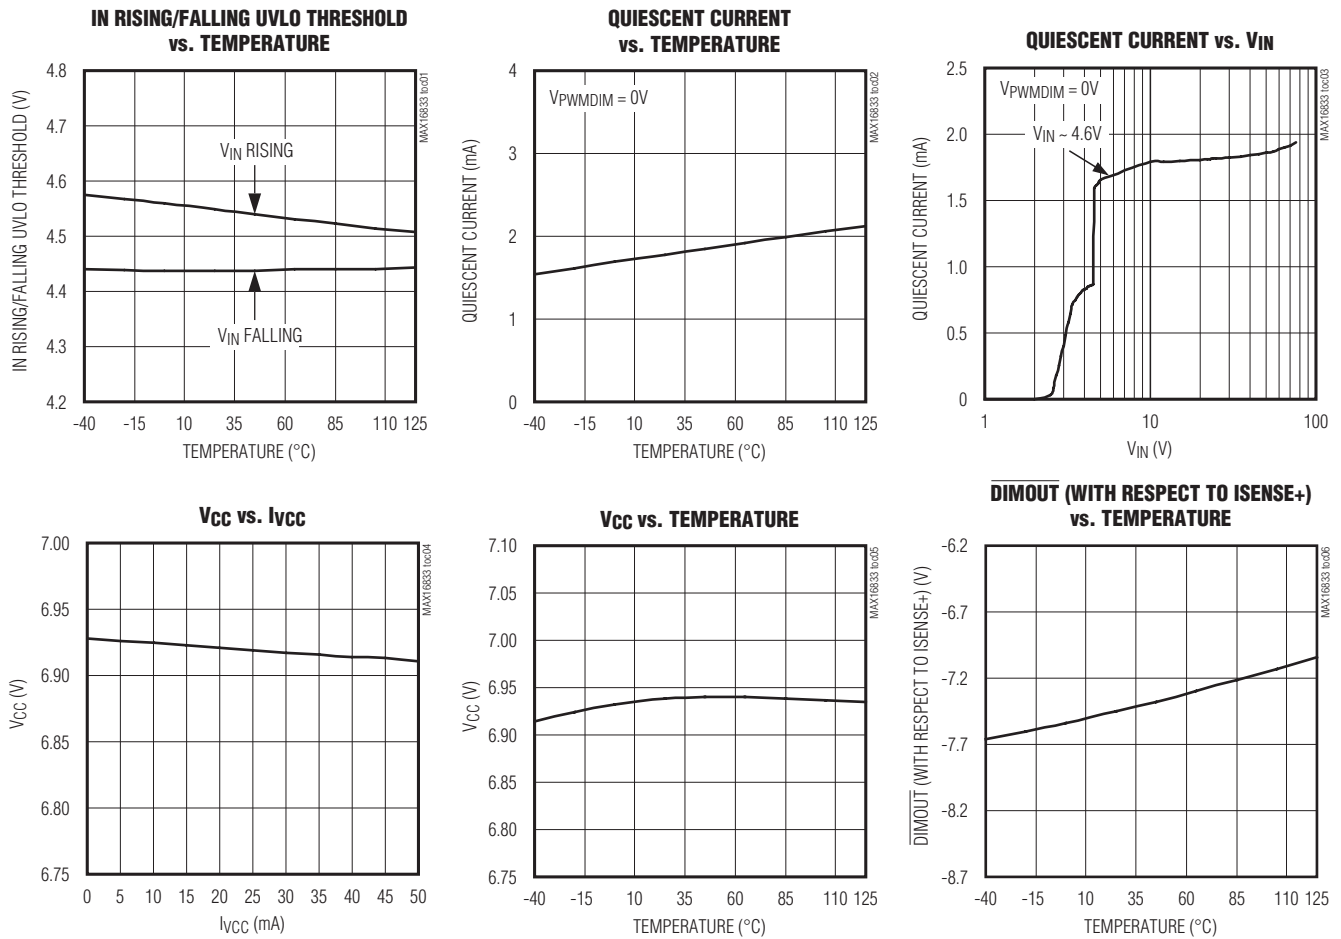 IN RISING/FALLING UVLO THRESHOLD
vs. TEMPERATURE
IN RISING/FALLING UVLO THRESHOLD (V)
4.8
4.7
4.6
4.5
4.4
4.3
4.2
VIN RISING
VIN FALLING
MAX16833 toc01
-40 -15 10 35 60 85 110 125
TEMPERATURE (°C)
QUIESCENT CURRENT
vs. TEMPERATURE
QUIESCENT CURRENT (mA)
4
3
2
1
0
VPWMDIM = 0V
MAX16833 toc02
-40 -15 10 35 60 85 110 125
TEMPERATURE (°C)
QUIESCENT CURRENT vs. VIN
QUIESCENT CURRENT (mA)
2.5
2.0
1.5
1.0
0.5
0
VPWMDIM = 0V
VIN ~ 4.6V
MAX16833 toc03
1 10 100
VIN (V)
VCC vs. IVCC
VCC (V)
7.00
6.95
6.90
6.85
6.80
6.75
MAX16833 toc04
0 5 10 15 20 25 30 35 40 45 50
IVCC (mA)
VCC vs. TEMPERATURE
VCC (V)
7.10
7.05
7.00
6.95
6.90
6.85
6.80
6.75
MAX16833 toc05
-40 -15 10 35 60 85 110 125
TEMPERATURE (°C)
DIMOUT (WITH RESPECT TO ISENSE+)
vs. TEMPERATURE
DIMOUT (WITH RESPECT TO ISENSE+) (V)
-6.2
-6.7
-7.2
-7.7
-8.2
-8.7
MAX16833 toc06
-40 -15 10 35 60 85 110 125
TEMPERATURE (°C)